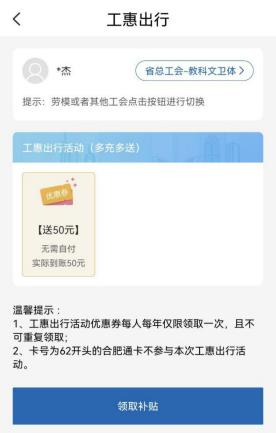 工惠出行
*杰
省总工会-教科文卫体
提示：劳模或者其他工会点击按钮进行切换
工惠出行活动（多充多送）
优惠券
【送50元】
无需自付
实际到账50元
温馨提示：
1、工惠出行活动优惠券每人每年仅限领取一次，且不
可重复领取；
2、卡号为62开头的合肥通卡不参与本次工惠出行活
动。
领取补贴